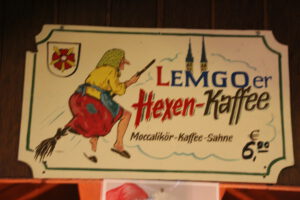 LEMGOer
Hexen-Kaffee
Moccalikör-Kaffee-Sahne
€
6,00